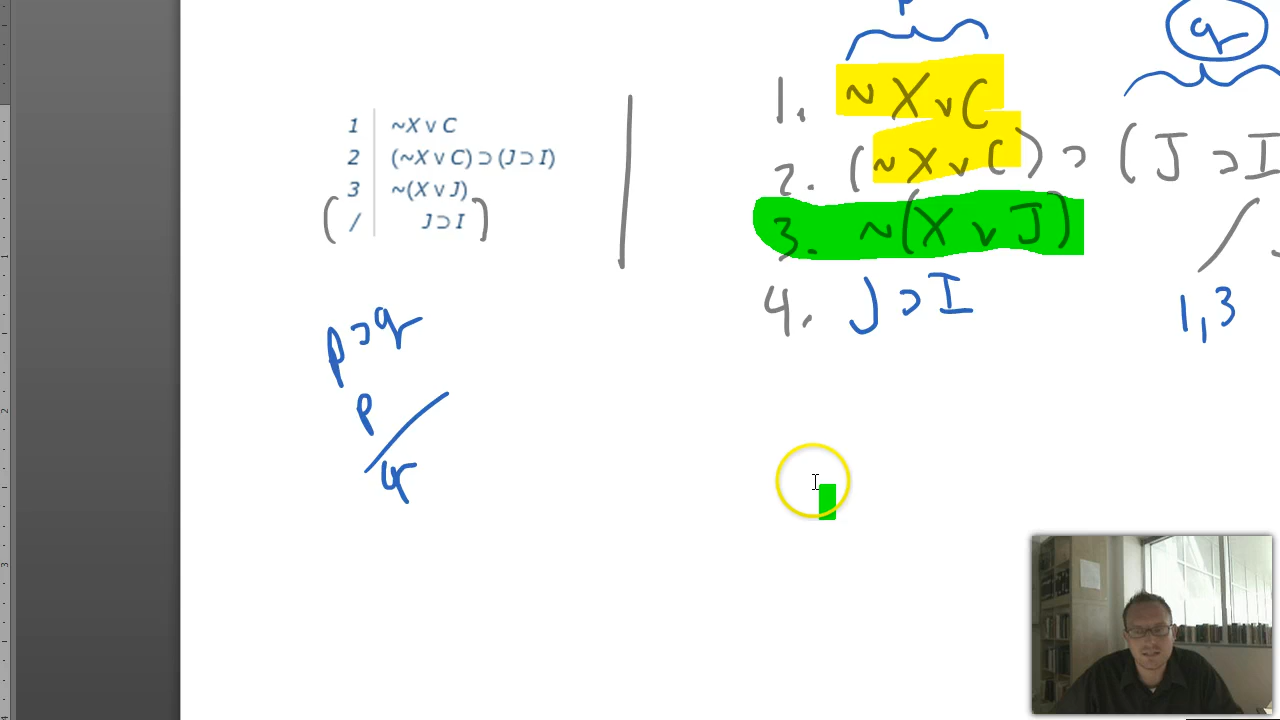 1 ~X v C
2 (~X v C) ⊃ (J ⊃ I)
3 ~(X v J)
( / J ⊃ I )
p ⊃ q
p
/ q
q
1. ~X v C
2. (~X v C) ⊃ (J ⊃ I
3. ~(X v J) /
4. J ⊃ I 1,3